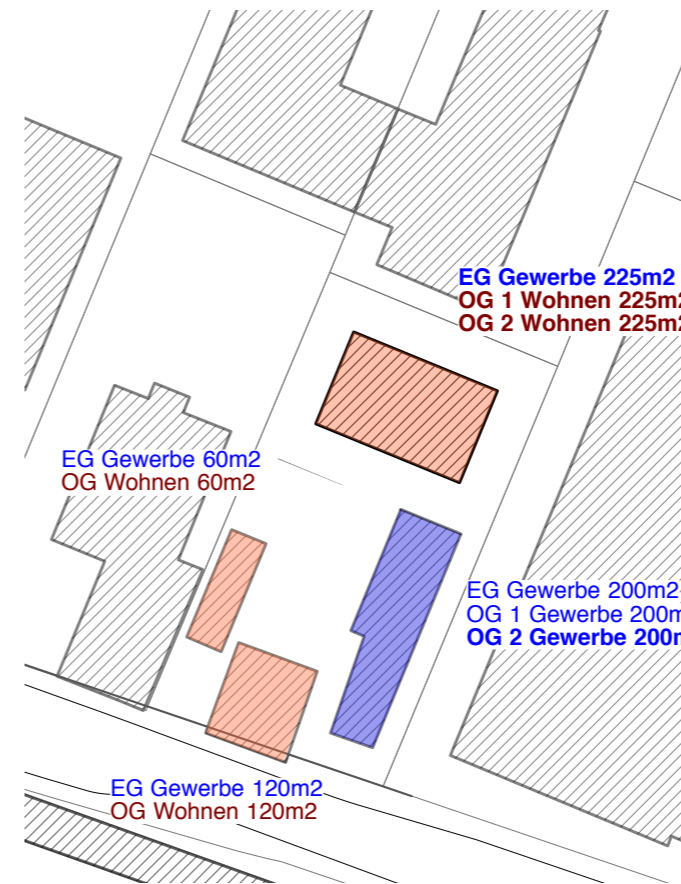 EG Gewerbe 225m2
OG 1 Wohnen 225m2
OG 2 Wohnen 225m2
EG Gewerbe 60m2
OG Wohnen 60m2
EG Gewerbe 200m2
OG 1 Gewerbe 200m
OG 2 Gewerbe 200m
EG Gewerbe 120m2
OG Wohnen 120m2